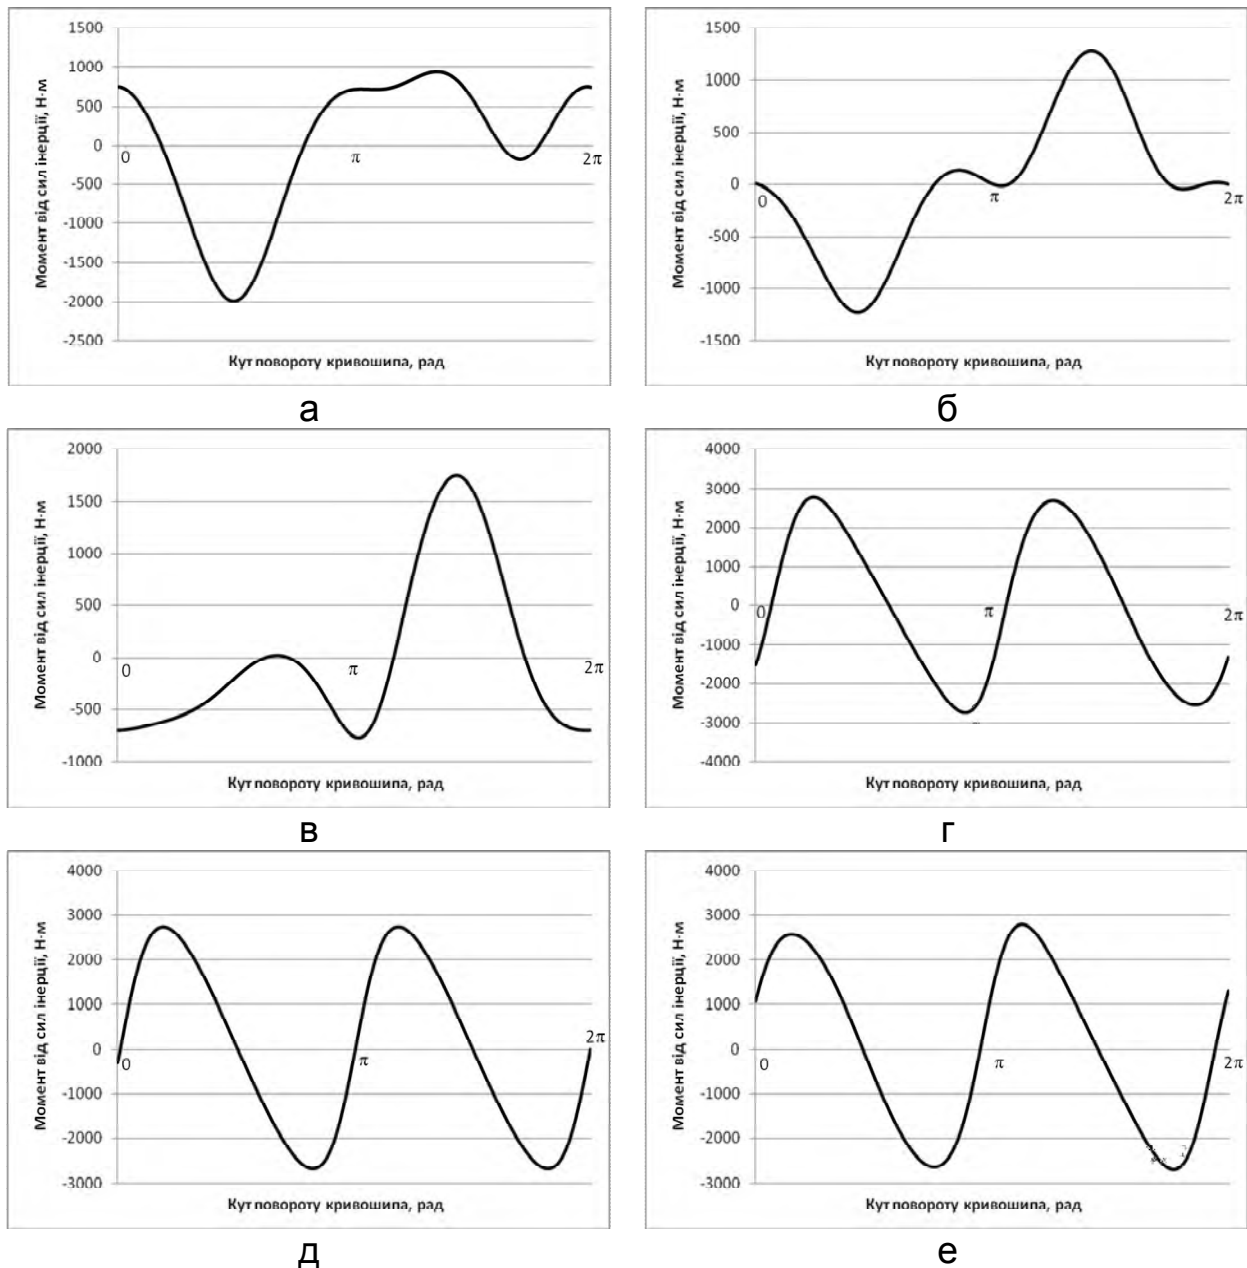 1500
1000
500
0
-500
-1000
-1500
-2000
-2500
0
π
2π
Момент від сил інерції, Н·м
Кут повороту кривошипа, рад
а
1500
1000
500
0
-500
-1000
-1500
0
π
2π
Момент від сил інерції, Н·м
Кут повороту кривошипа, рад
б
2000
1500
1000
500
0
-500
-1000
0
π
2π
Момент від сил інерції, Н·м
Кут повороту кривошипа, рад
в
4000
3000
2000
1000
0
-1000
-2000
-3000
-4000
0
π
2π
Момент від сил інерції, Н·м
Кут повороту кривошипа, рад
г
4000
3000
2000
1000
0
-1000
-2000
-3000
0
π
2π
Момент від сил інерції, Н·м
Кут повороту кривошипа, рад
д
4000
3000
2000
1000
0
-1000
-2000
-3000
0
π
2π
Момент від сил інерції, Н·м
Кут повороту кривошипа, рад
е